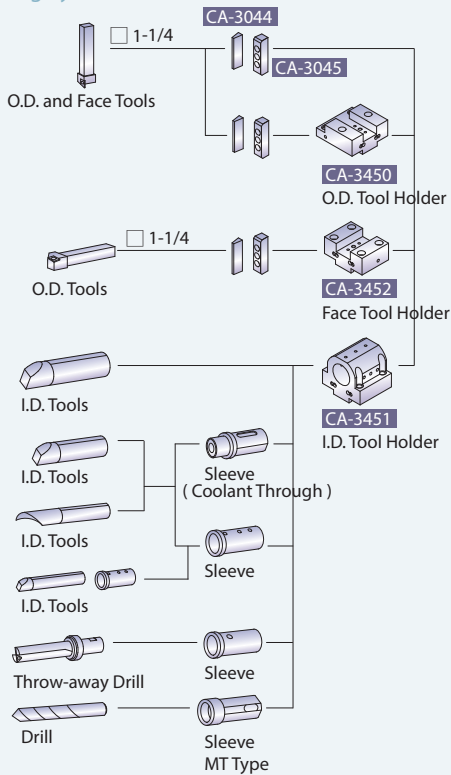 CA-3044
□ 1-1/4
CA-3045
O.D. and Face Tools
CA-3450
O.D. Tool Holder
□ 1-1/4
O.D. Tools
CA-3452
Face Tool Holder
I.D. Tools
CA-3451
I.D. Tool Holder
I.D. Tools
Sleeve
( Coolant Through )
I.D. Tools
Sleeve
I.D. Tools
Throw-away Drill
Sleeve
Drill
Sleeve
MT Type